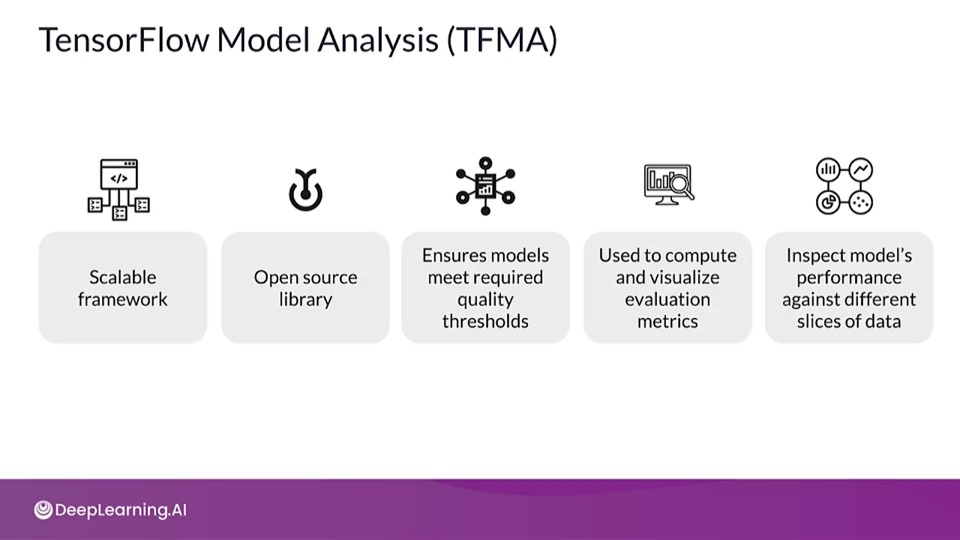 TensorFlow Model Analysis (TFMA)
</>
Scalable
framework
Open source
library
Ensures models
meet required
quality
thresholds
Used to compute
and visualize
evaluation
metrics
Inspect model’s
performance
against different
slices of data
DeepLearning.AI